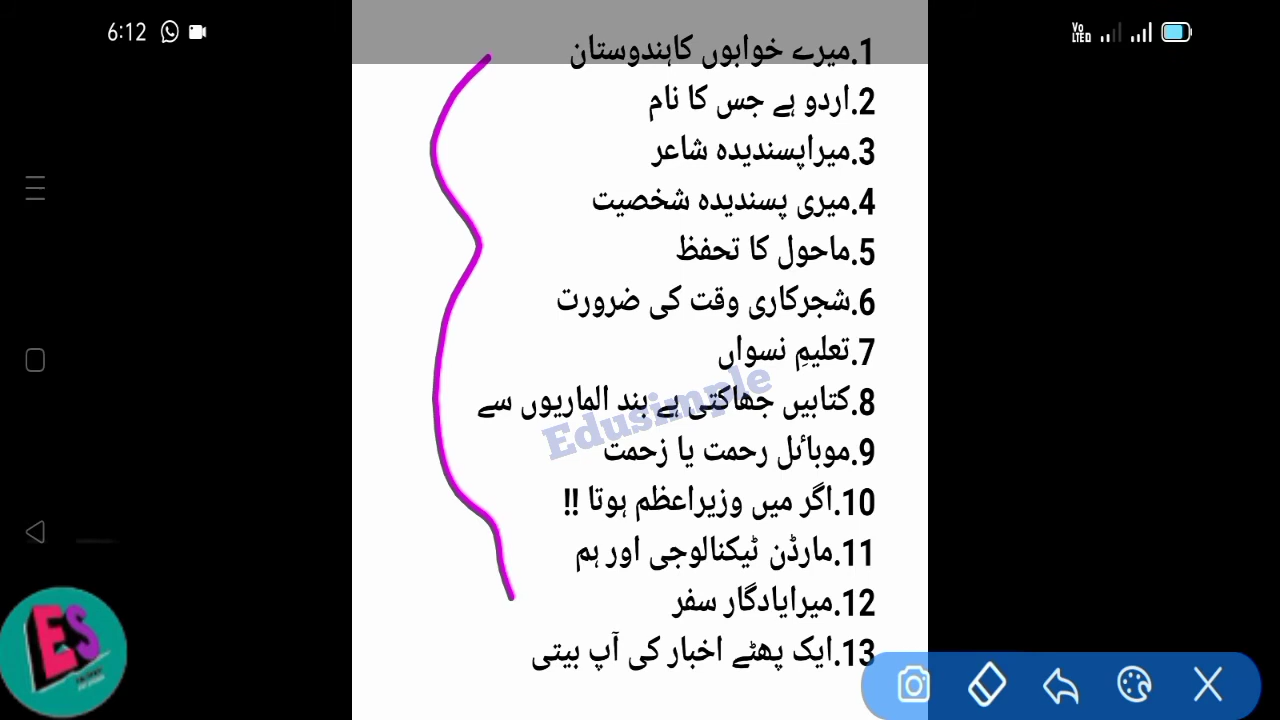 6:12
Vo
LTED
1.میرے خوابوں کاہندوستان
2.اردو ہے جس کا نام
3.میراپسندیدہ شاعر
4.میری پسندیدہ شخصیت
5.ماحول کا تحفظ
6.شجرکاری وقت کی ضرورت
7.تعلیمِ نسواں
8.کتابیں جھاکتی ہے بند الماریوں سے
Edusimple
9.موبائل رحمت یا زحمت
10.اگر میں وزیراعظم ہوتا !!
11.مارڈن ٹیکنالوجی اور ہم
12.میرایادگار سفر
13.ایک پھٹے اخبار کی آپ بیتی
ES